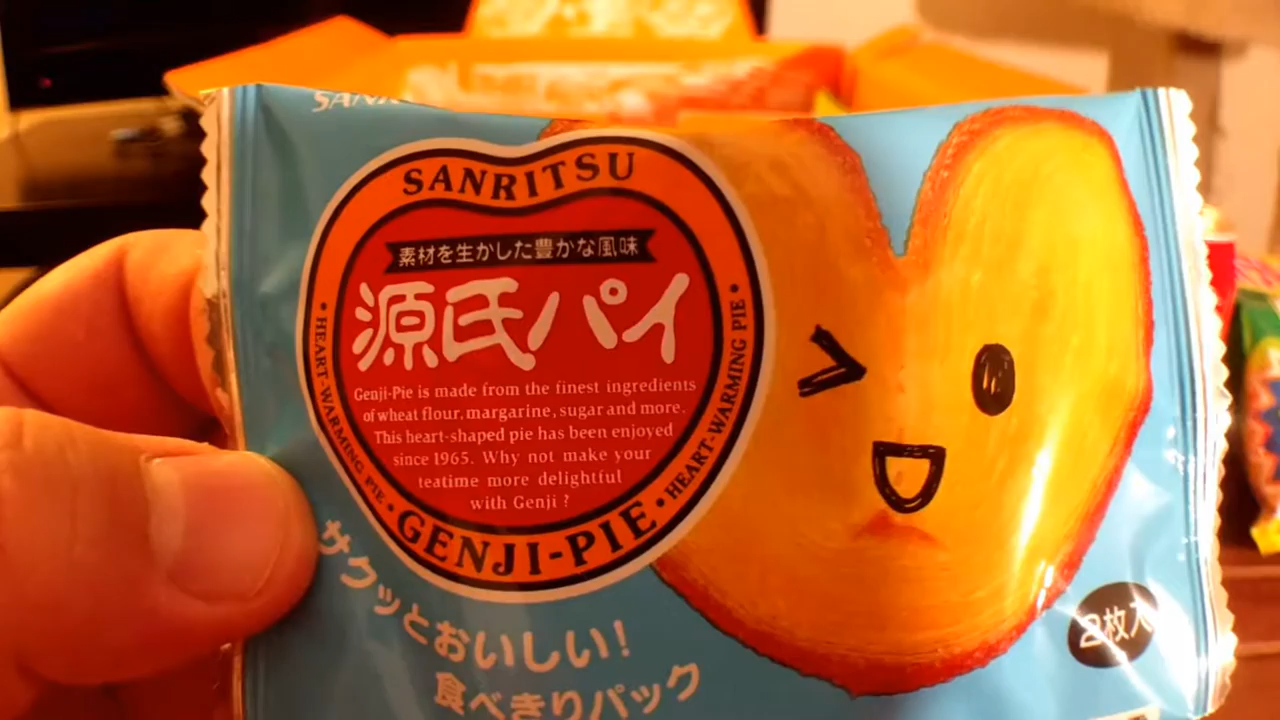 SANRITSU
素材を生かした豊かな風味
源氏パイ
Genji-Pie is made from the finest ingredients
of wheat flour, margarine, sugar and more.
This heart-shaped pie has been enjoyed
since 1965. Why not make your
teatime more delightful
with Genji ?
• HEART-WARMING PIE •
GENJI-PIE
• HEART-WARMING PIE •
サクッとおいしい!
食べきりパック
2枚入